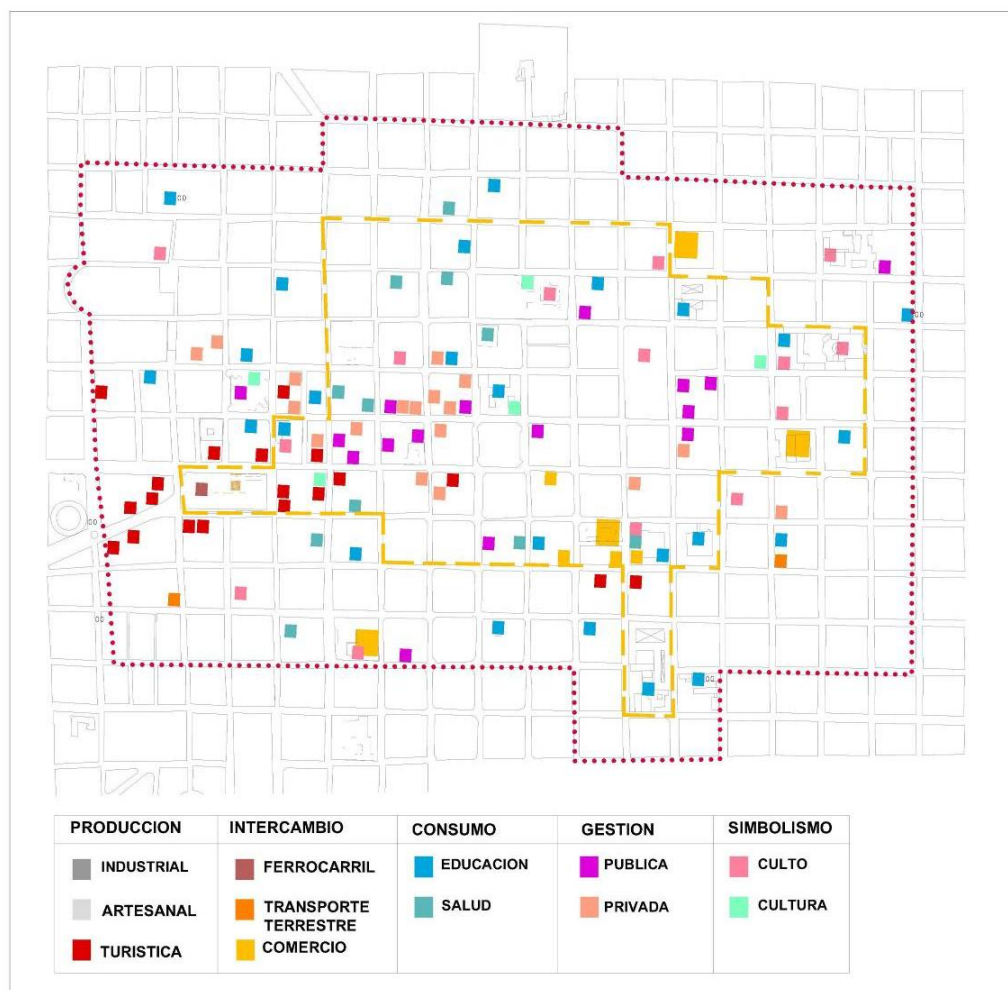 PRODUCCION
INTERCAMBIO
CONSUMO
GESTION
SIMBOLISMO
INDUSTRIAL
FERROCARRIL
EDUCACION
PUBLICA
CULTO
ARTESANAL
TRANSPORTE
TERRESTRE
SALUD
PRIVADA
CULTURA
TURISTICA
COMERCIO